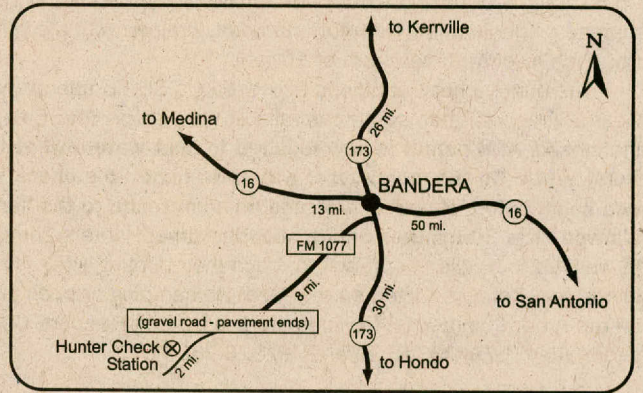 to Kerrville
N
26 mi.
to Medina
173
16
BANDERA
13 mi.
50 mi.
16
FM 1077
8 mi.
30 mi.
to San Antonio
(gravel road - pavement ends)
173
Hunter Check
Station
2 mi.
to Hondo